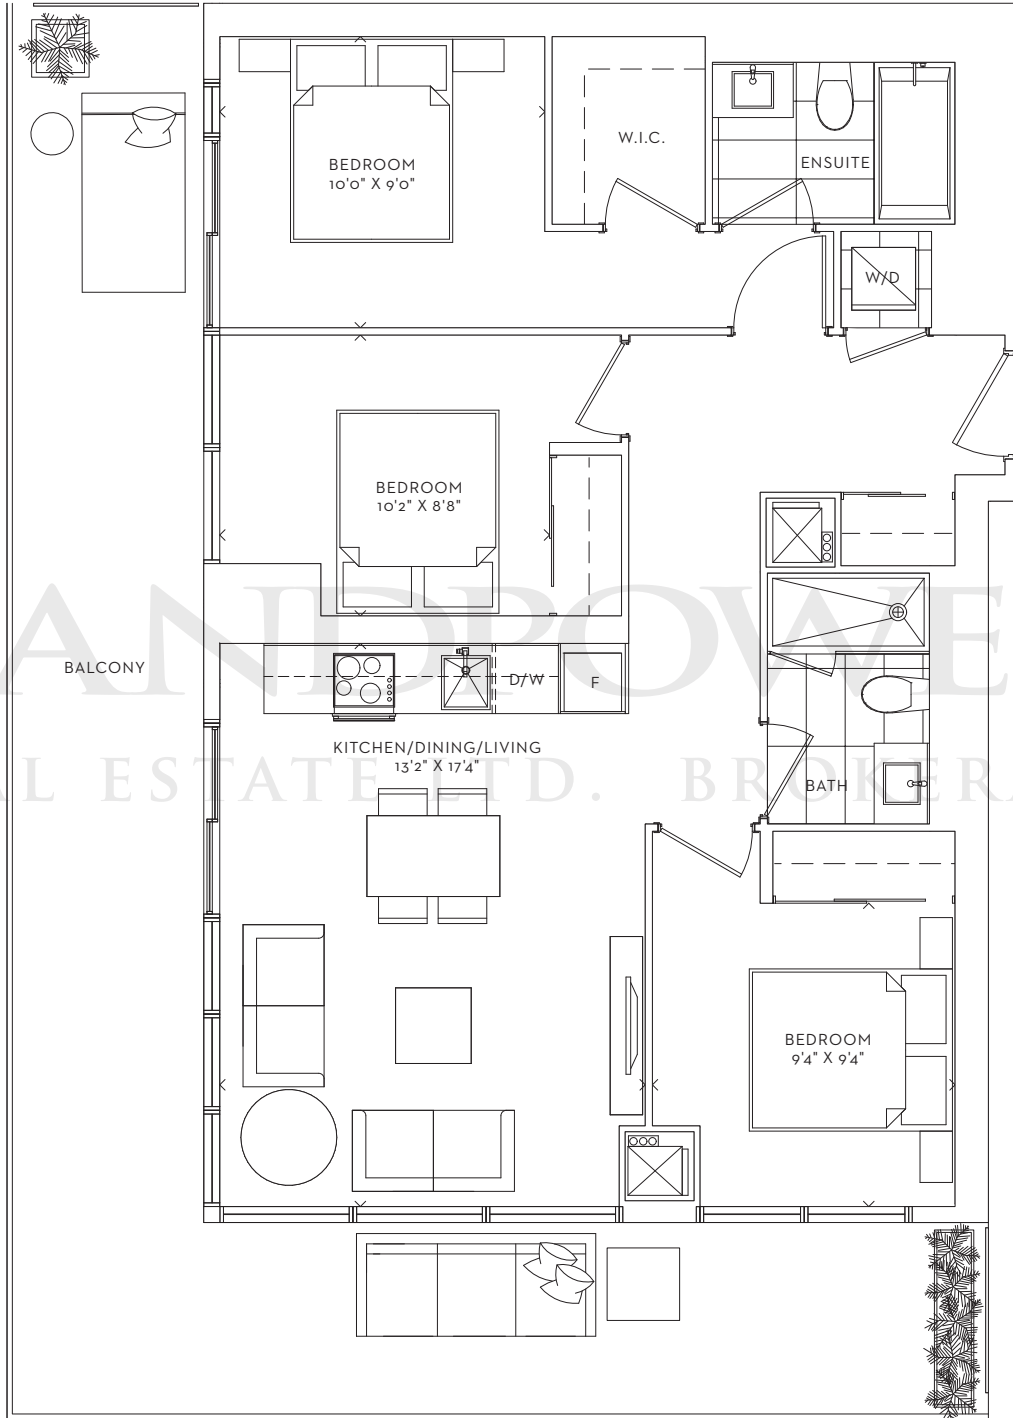 BEDROOM
10'0" X 9'0"
W.I.C.
ENSUITE
W/D
BEDROOM
10'2" X 8'8"
ANDPOWE
BALCONY
D/W
F
KITCHEN/DINING/LIVING
13'2" X 17'4"
AL ESTATE LTD. BROKERA
BATH
BEDROOM
9'4" X 9'4"